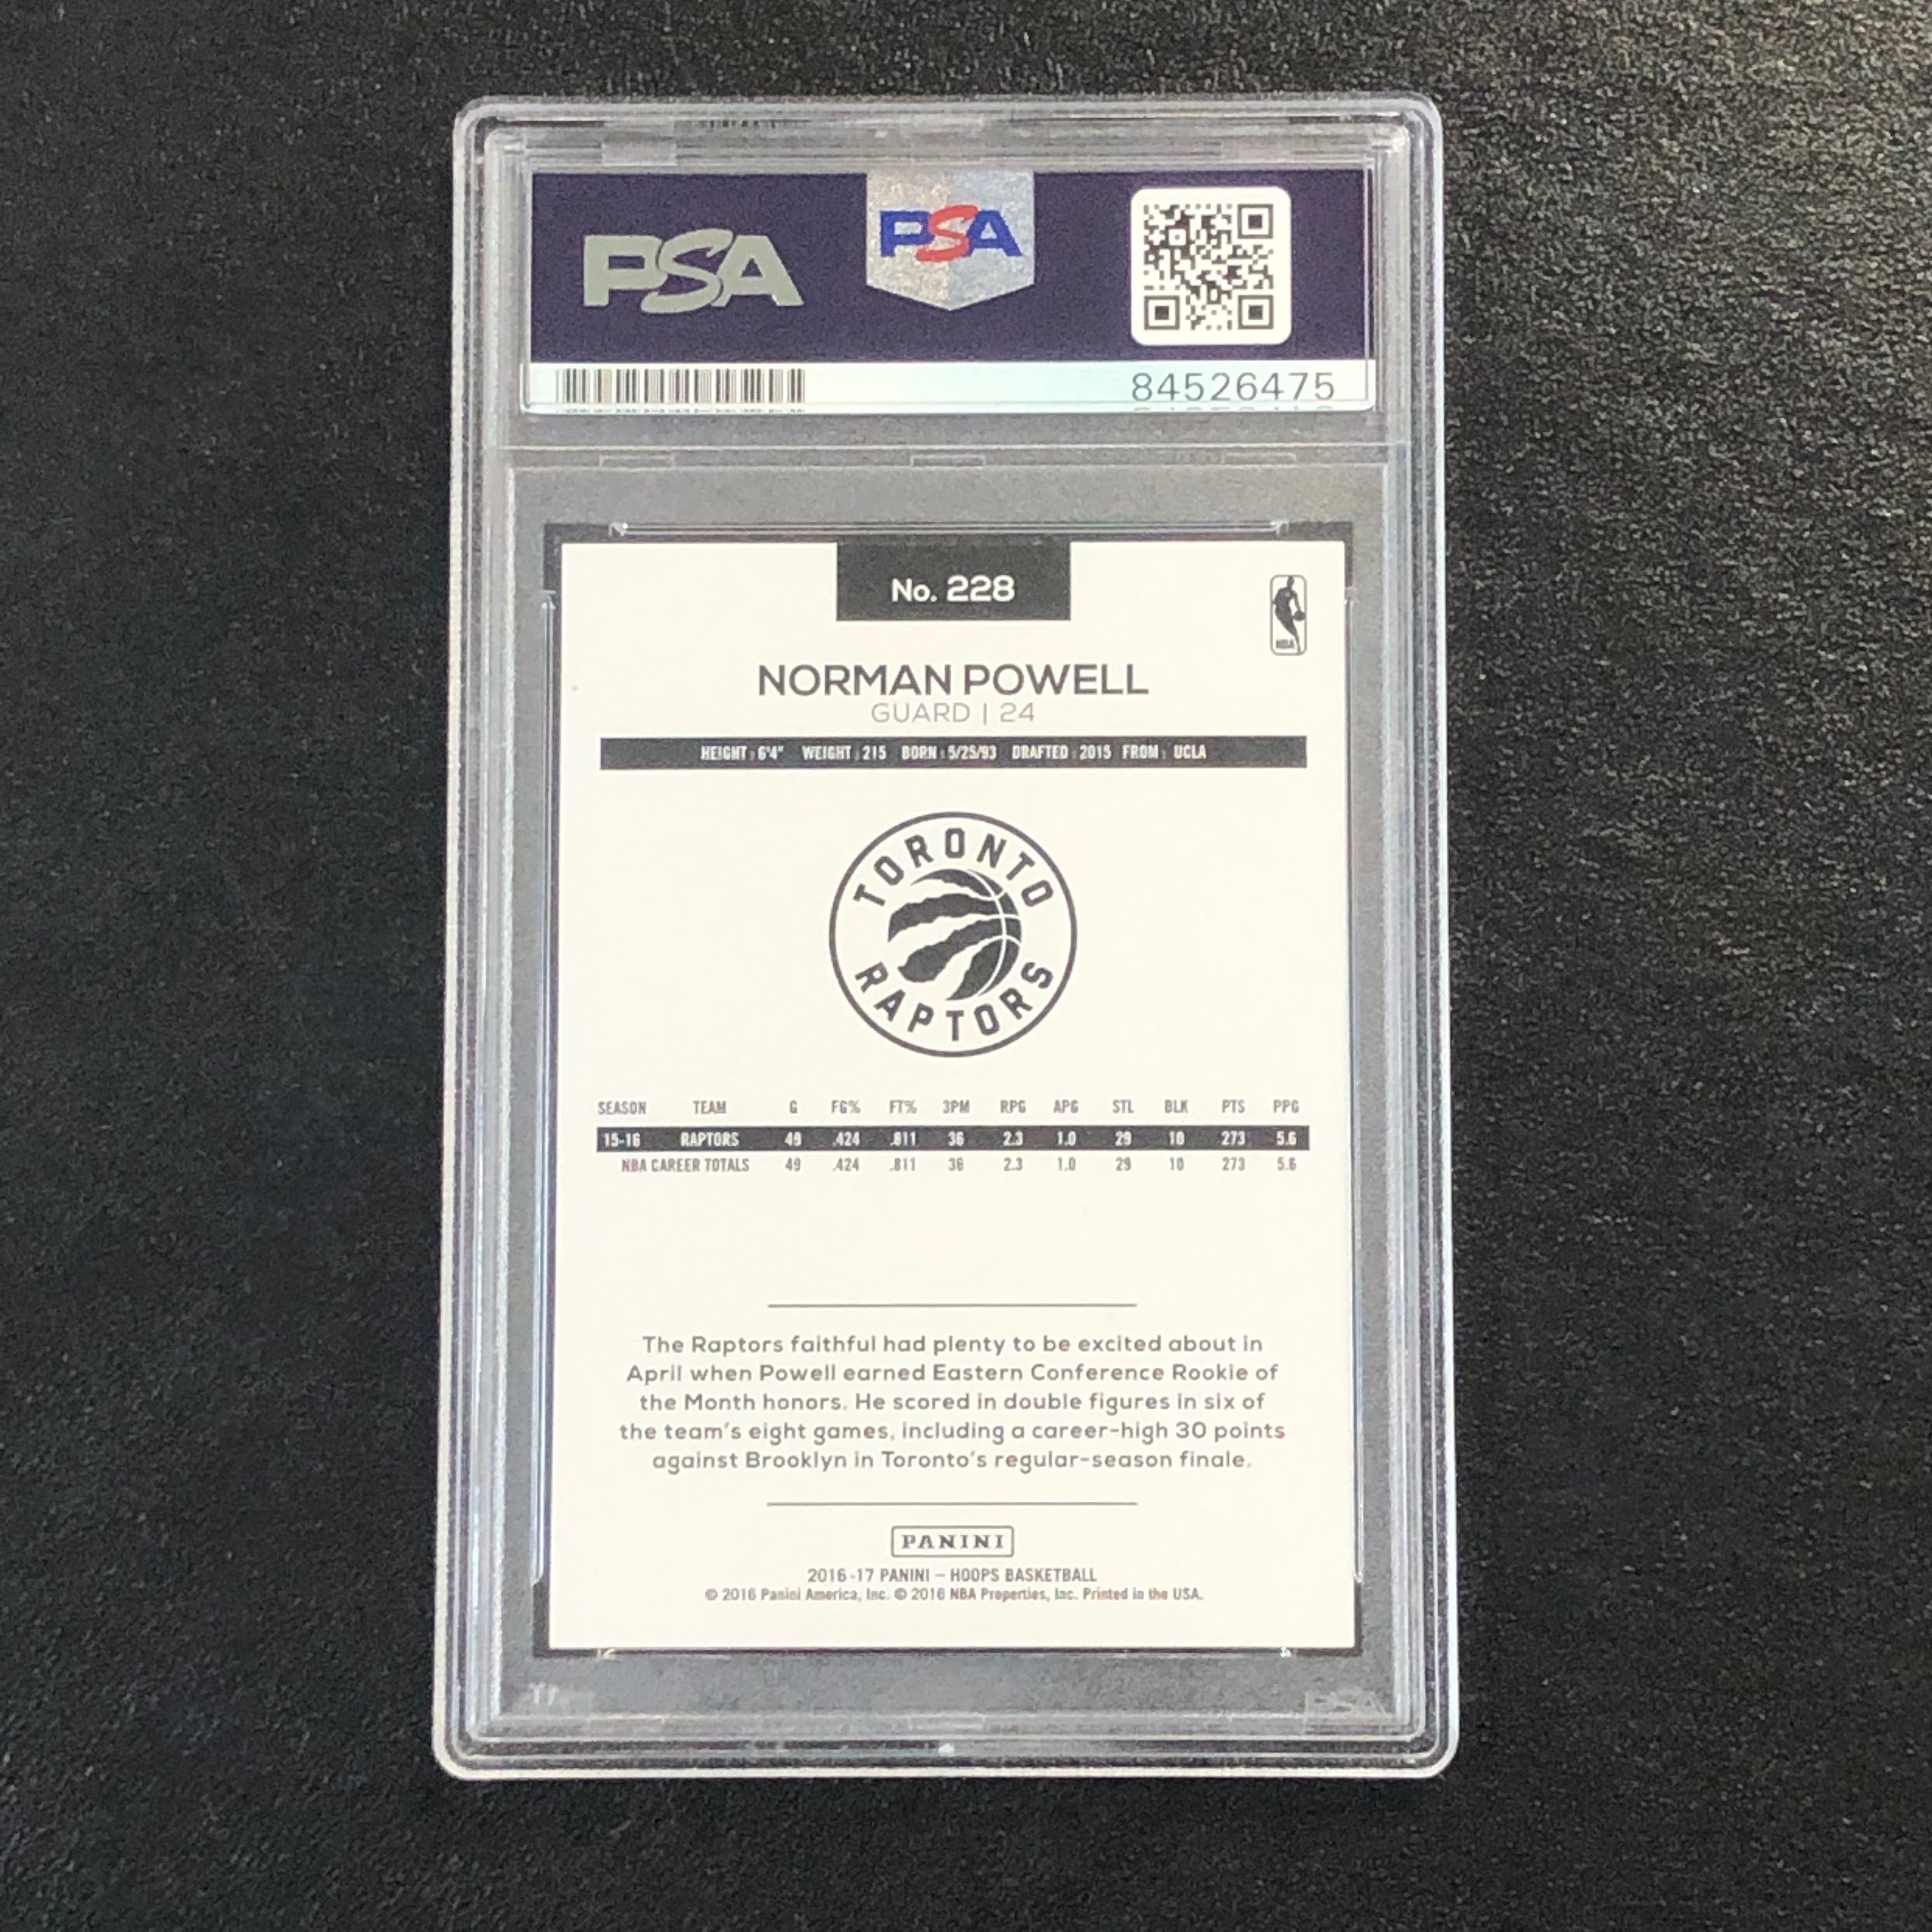 PSA PSA
84526475
No. 228
NBA
NORMAN POWELL
GUARD | 24
HEIGHT: 6'4" WEIGHT: 215 BORN: 5/25/93 DRAFTED: 2015 FROM: UCLA
TORONTO
RAPTORS
SEASON TEAM G FG% FT% 3PM RPG APG STL BLK PTS PPG
15-16 RAPTORS 49 .424 .811 36 2.3 1.0 29 10 273 5.6
NBA CAREER TOTALS 49 .424 .811 36 2.3 1.0 29 10 273 5.6
The Raptors faithful had plenty to be excited about in
April when Powell earned Eastern Conference Rookie of
the Month honors. He scored in double figures in six of
the team's eight games, including a career-high 30 points
against Brooklyn in Toronto's regular-season finale.
PANINI
2016-17 PANINI – HOOPS BASKETBALL
© 2016 Panini America, Inc. © 2016 NBA Properties, Inc. Printed in the USA.
PSA